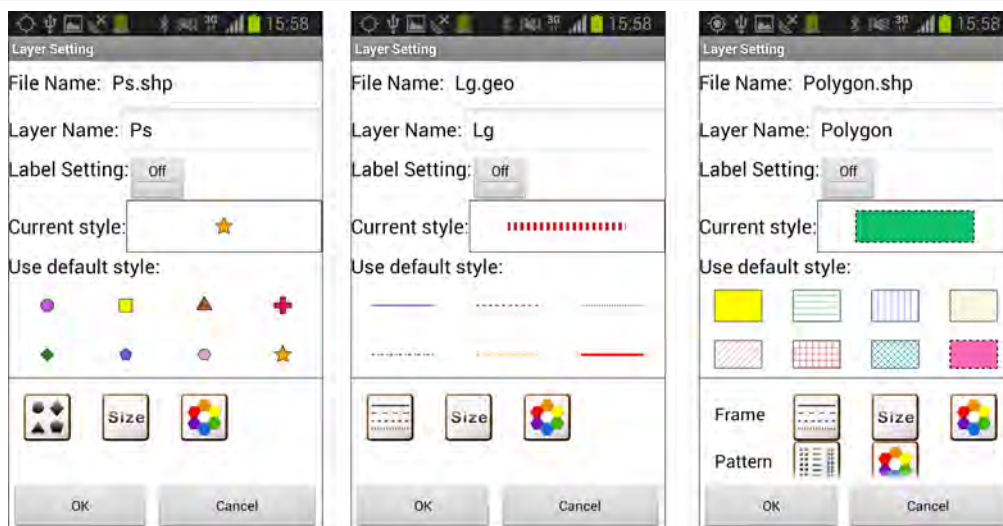 3G 15:58
Layer Setting
File Name: Ps.shp
Layer Name: Ps
Label Setting: Off
Current style:
Use default style:
Size
OK Cancel
3G 15:58
Layer Setting
File Name: Lg.geo
Layer Name: Lg
Label Setting: Off
Current style:
Use default style:
Size
OK Cancel
3G 15:58
Layer Setting
File Name: Polygon.shp
Layer Name: Polygon
Label Setting: Off
Current style:
Use default style:
Frame Size
Pattern
OK Cancel